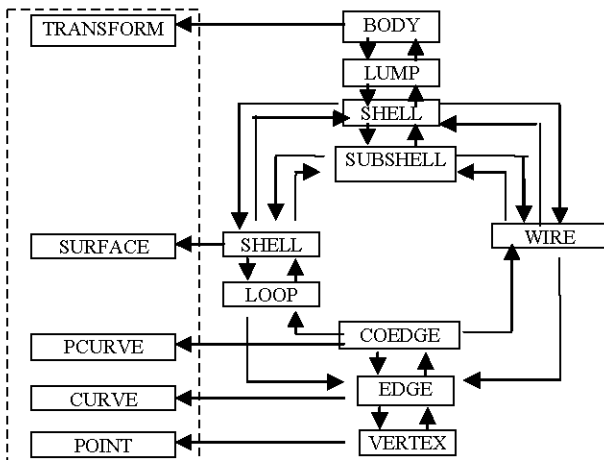 TRANSFORM
BODY
LUMP
SHELL
SUBSHELL
SURFACE
SHELL
WIRE
LOOP
PCURVE
COEDGE
CURVE
EDGE
POINT
VERTEX